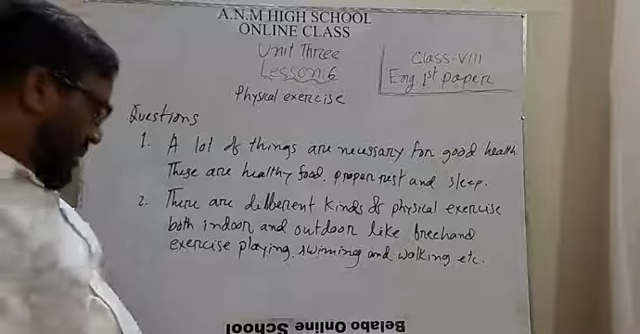 A.N.M HIGH SCHOOL
ONLINE CLASS
Unit Three
Lesson: 6
Class-VIII
Eng. 1st paper
Physical exercise
Questions
1. A lot of things are necessary for good health
These are healthy food, proper rest and sleep.
2. There are different kinds of physical exercise
both indoor and outdoor like freehand
exercise playing, swiming and walking etc.
Belabo Online School